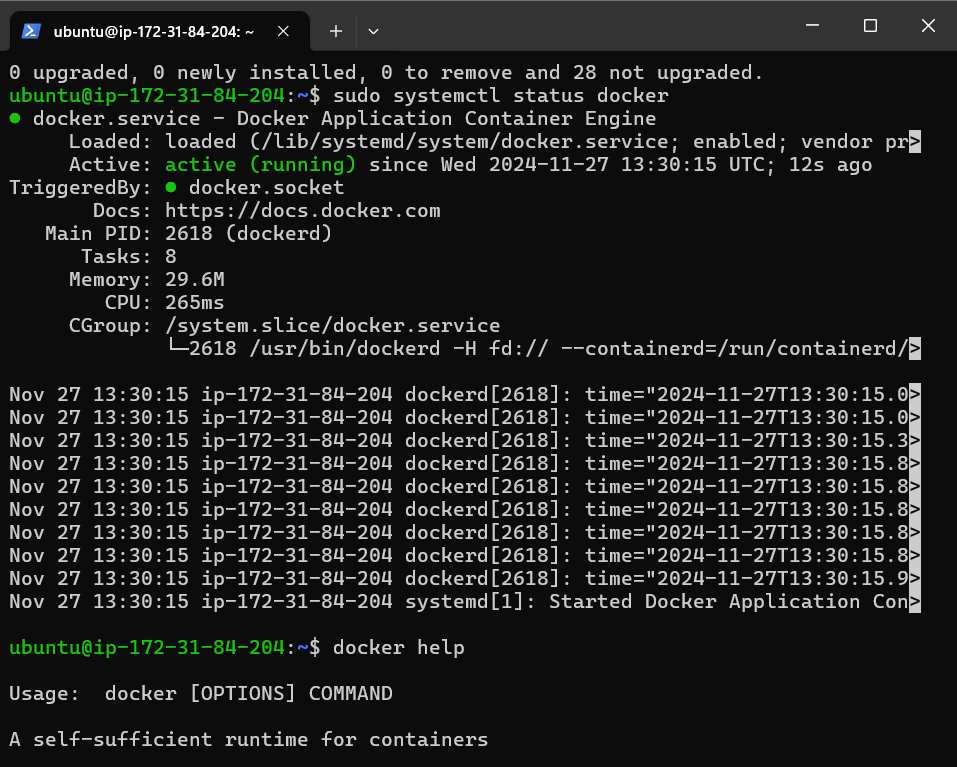 ubuntu@ip-172-31-84-204: ~
0 upgraded, 0 newly installed, 0 to remove and 28 not upgraded.
ubuntu@ip-172-31-84-204:~$ sudo systemctl status docker
● docker.service - Docker Application Container Engine
     Loaded: loaded (/lib/systemd/system/docker.service; enabled; vendor pr>
     Active: active (running) since Wed 2024-11-27 13:30:15 UTC; 12s ago
TriggeredBy: ● docker.socket
       Docs: https://docs.docker.com
   Main PID: 2618 (dockerd)
      Tasks: 8
     Memory: 29.6M
        CPU: 265ms
     CGroup: /system.slice/docker.service
             └─2618 /usr/bin/dockerd -H fd:// --containerd=/run/containerd/>
Nov 27 13:30:15 ip-172-31-84-204 dockerd[2618]: time="2024-11-27T13:30:15.0>
Nov 27 13:30:15 ip-172-31-84-204 dockerd[2618]: time="2024-11-27T13:30:15.0>
Nov 27 13:30:15 ip-172-31-84-204 dockerd[2618]: time="2024-11-27T13:30:15.3>
Nov 27 13:30:15 ip-172-31-84-204 dockerd[2618]: time="2024-11-27T13:30:15.8>
Nov 27 13:30:15 ip-172-31-84-204 dockerd[2618]: time="2024-11-27T13:30:15.8>
Nov 27 13:30:15 ip-172-31-84-204 dockerd[2618]: time="2024-11-27T13:30:15.8>
Nov 27 13:30:15 ip-172-31-84-204 dockerd[2618]: time="2024-11-27T13:30:15.8>
Nov 27 13:30:15 ip-172-31-84-204 dockerd[2618]: time="2024-11-27T13:30:15.8>
Nov 27 13:30:15 ip-172-31-84-204 dockerd[2618]: time="2024-11-27T13:30:15.9>
Nov 27 13:30:15 ip-172-31-84-204 systemd[1]: Started Docker Application Con>
ubuntu@ip-172-31-84-204:~$ docker help
Usage:  docker [OPTIONS] COMMAND
A self-sufficient runtime for containers